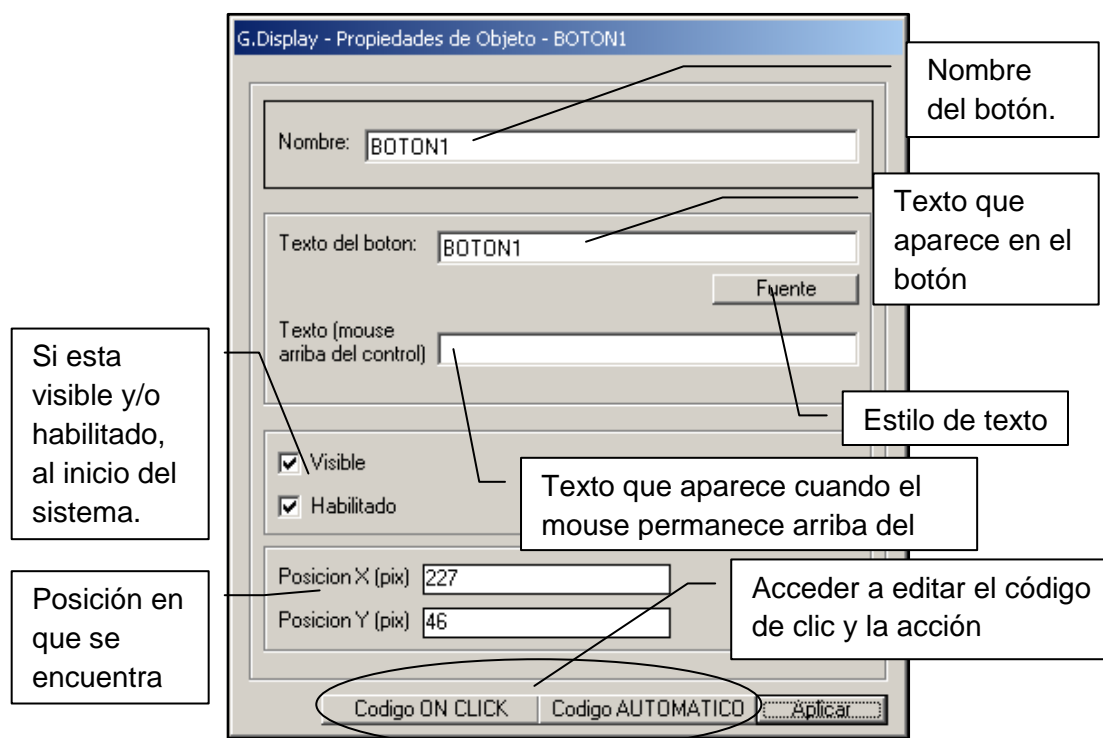 G.Display - Propiedades de Objeto - BOTON1
Nombre
del botón.
Nombre: BOTON1
Texto que
aparece en el
botón
Texto del boton: BOTON1
Fuente
Texto (mouse
arriba del control)
Si esta
visible y/o
habilitado,
al inicio del
sistema.
Estilo de texto
Visible
Habilitado
Texto que aparece cuando el
mouse permanece arriba del
Posicion X (pix) 227
Posicion Y (pix) 46
Posición en
que se
encuentra
Acceder a editar el código
de clic y la acción
Codigo ON CLICK Codigo AUTOMATICO Aplicar